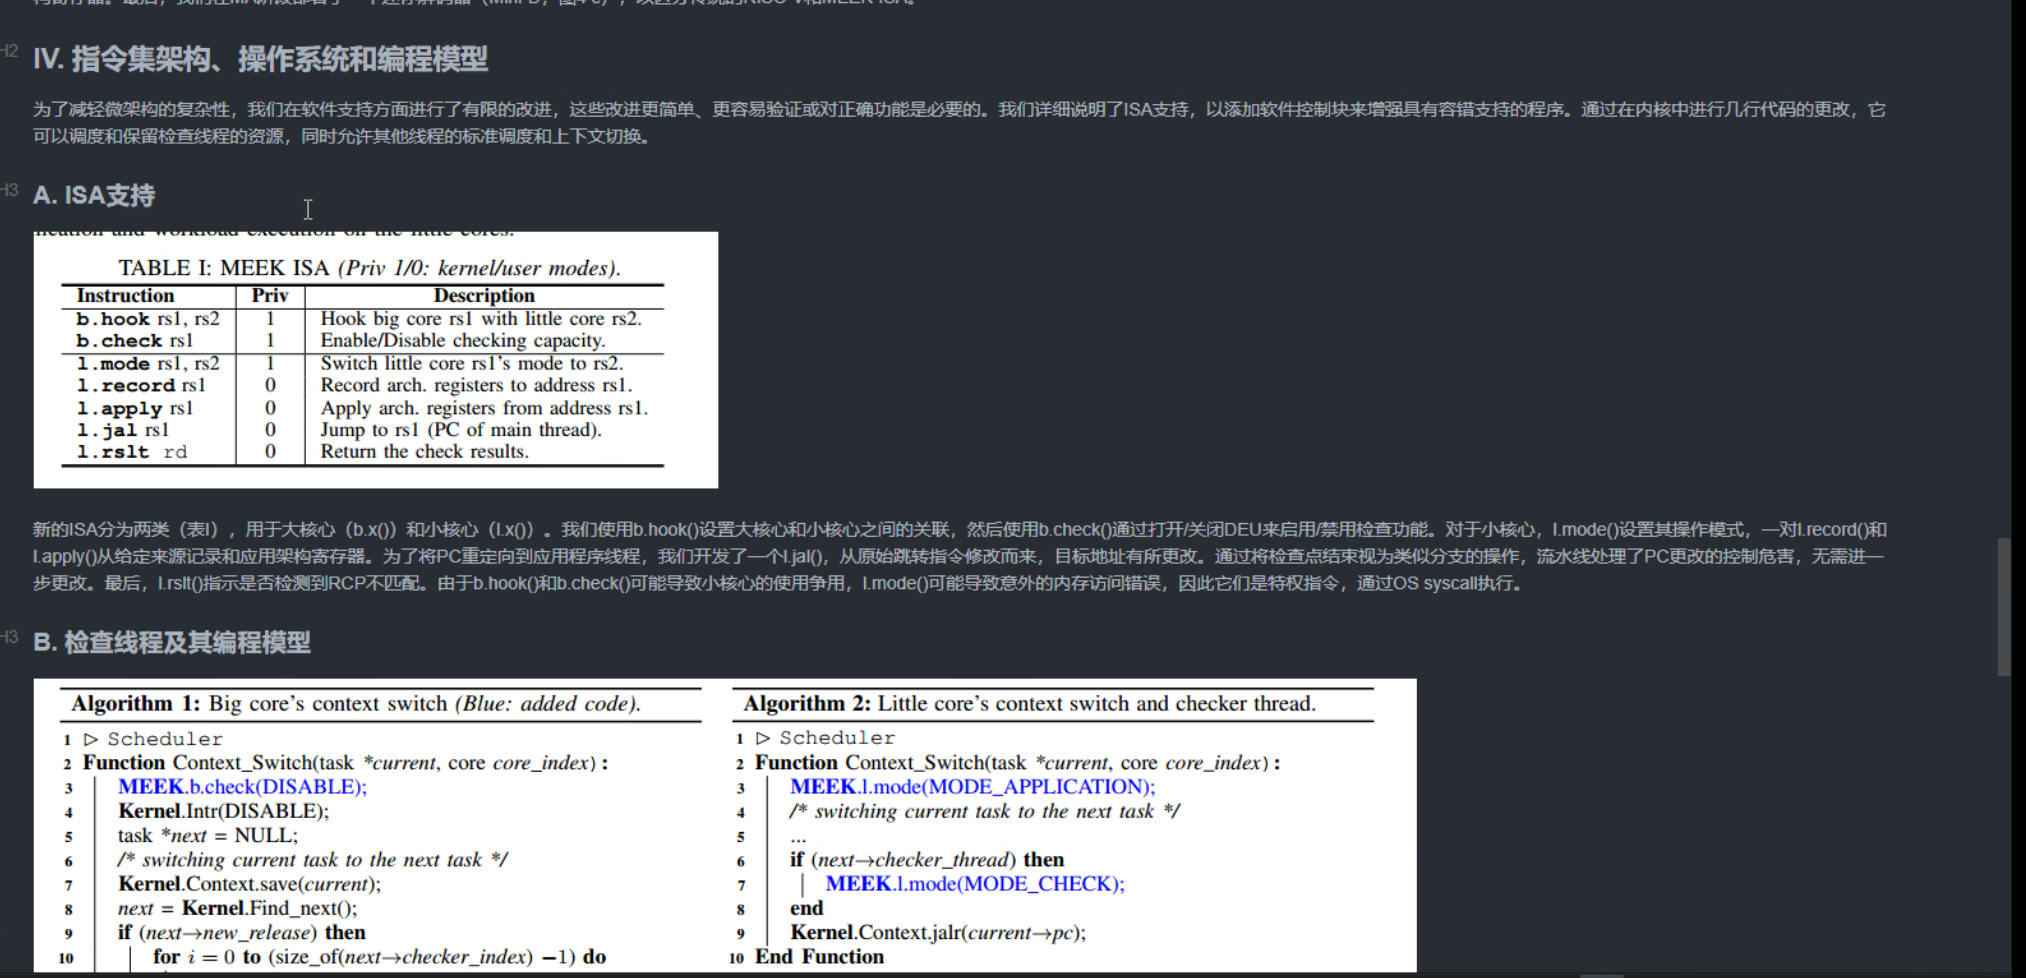 H2
IV. 指令集架构、操作系统和编程模型
为了减轻微架构的复杂性，我们在软件支持方面进行了有限的改进，这些改进更简单、更容易验证或对正确功能是必要的。我们详细说明了ISA支持，以添加软件控制块来增强具有容错支持的程序。通过在内核中进行几行代码的更改，它
可以调度和保留检查线程的资源，同时允许其他线程的标准调度和上下文切换。
H3
A. ISA支持
TABLE I: MEEK ISA (Priv 1/0: kernel/user modes).
Instruction Priv Description
b.hook rs1, rs2 1 Hook big core rs1 with little core rs2.
b.check rs1 1 Enable/Disable checking capacity.
l.mode rs1, rs2 1 Switch little core rs1's mode to rs2.
l.record rs1 0 Record arch. registers to address rs1.
l.apply rs1 0 Apply arch. registers from address rs1.
l.jal rs1 0 Jump to rs1 (PC of main thread).
l.rslt rd 0 Return the check results.
新的ISA分为两类（表I），用于大核心（b.x()）和小核心（l.x()）。我们使用b.hook()设置大核心和小核心之间的关联，然后使用b.check()通过打开/关闭DEU来启用/禁用检查功能。对于小核心，l.mode()设置其操作模式，一对l.record()和
l.apply()从给定来源记录和应用架构寄存器。为了将PC重定向到应用程序线程，我们开发了一个l.jal()，从原始跳转指令修改而来，目标地址有所更改。通过将检查点结束视为类似分支的操作，流水线处理了PC更改的控制危害，无需进一
步更改。最后，l.rslt()指示是否检测到RCP不匹配。由于b.hook()和b.check()可能导致小核心的使用争用，l.mode()可能导致意外的内存访问错误，因此它们是特权指令，通过OS syscall执行。
H3
B. 检查线程及其编程模型
Algorithm 1: Big core's context switch (Blue: added code).
1 ▷ Scheduler
2 Function Context_Switch(task *current, core core_index):
3 MEEK.b.check(DISABLE);
4 Kernel.Intr(DISABLE);
5 task *next = NULL;
6 /* switching current task to the next task */
7 Kernel.Context.save(current);
8 next = Kernel.Find_next();
9 if (next→new_release) then
10 for i = 0 to (size_of(next→checker_index) −1) do
Algorithm 2: Little core's context switch and checker thread.
1 ▷ Scheduler
2 Function Context_Switch(task *current, core core_index):
3 MEEK.l.mode(MODE_APPLICATION);
4 /* switching current task to the next task */
5 ...
6 if (next→checker_thread) then
7 MEEK.l.mode(MODE_CHECK);
8 end
9 Kernel.Context.jalr(current→pc);
10 End Function